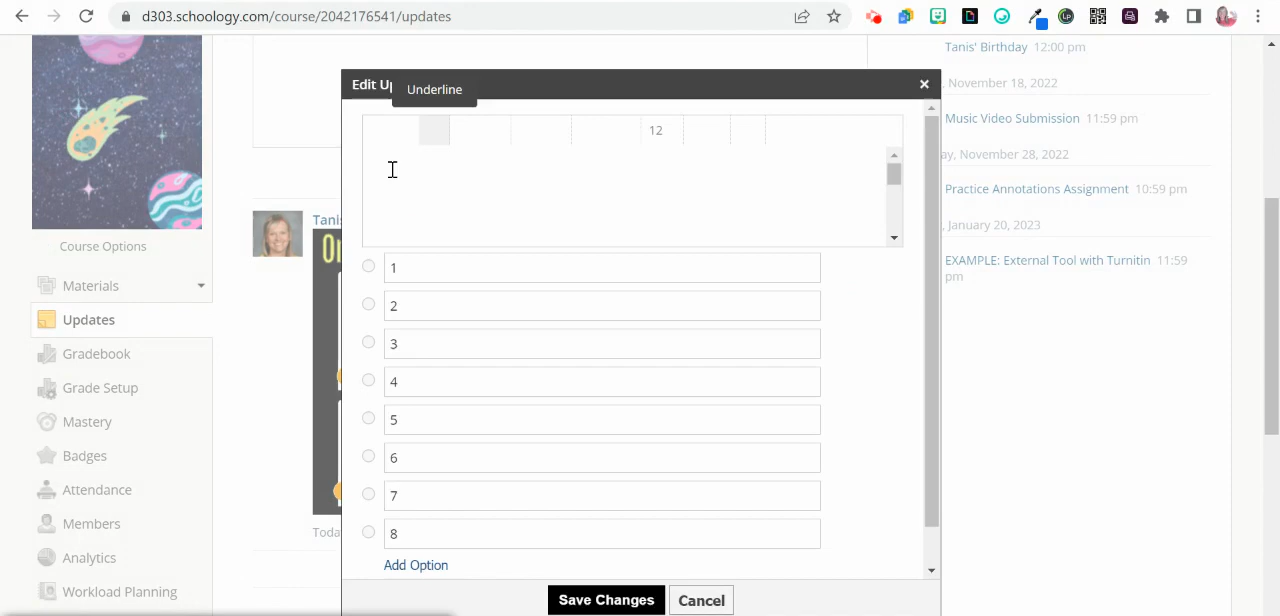 d303.schoology.com/course/2042176541/updates
Tanis' Birthday 12:00 pm
, November 18, 2022
Edit Up
Underline
Music Video Submission 11:59 pm
12
ay, November 28, 2022
Practice Annotations Assignment 10:59 pm
Tanis
, January 20, 2023
Course Options
EXAMPLE: External Tool with Turnitin 11:59
pm
1
Materials
2
Updates
3
Gradebook
4
Grade Setup
5
Mastery
6
Badges
7
Attendance
8
Members
Toda
Analytics
Add Option
Workload Planning
Save Changes
Cancel